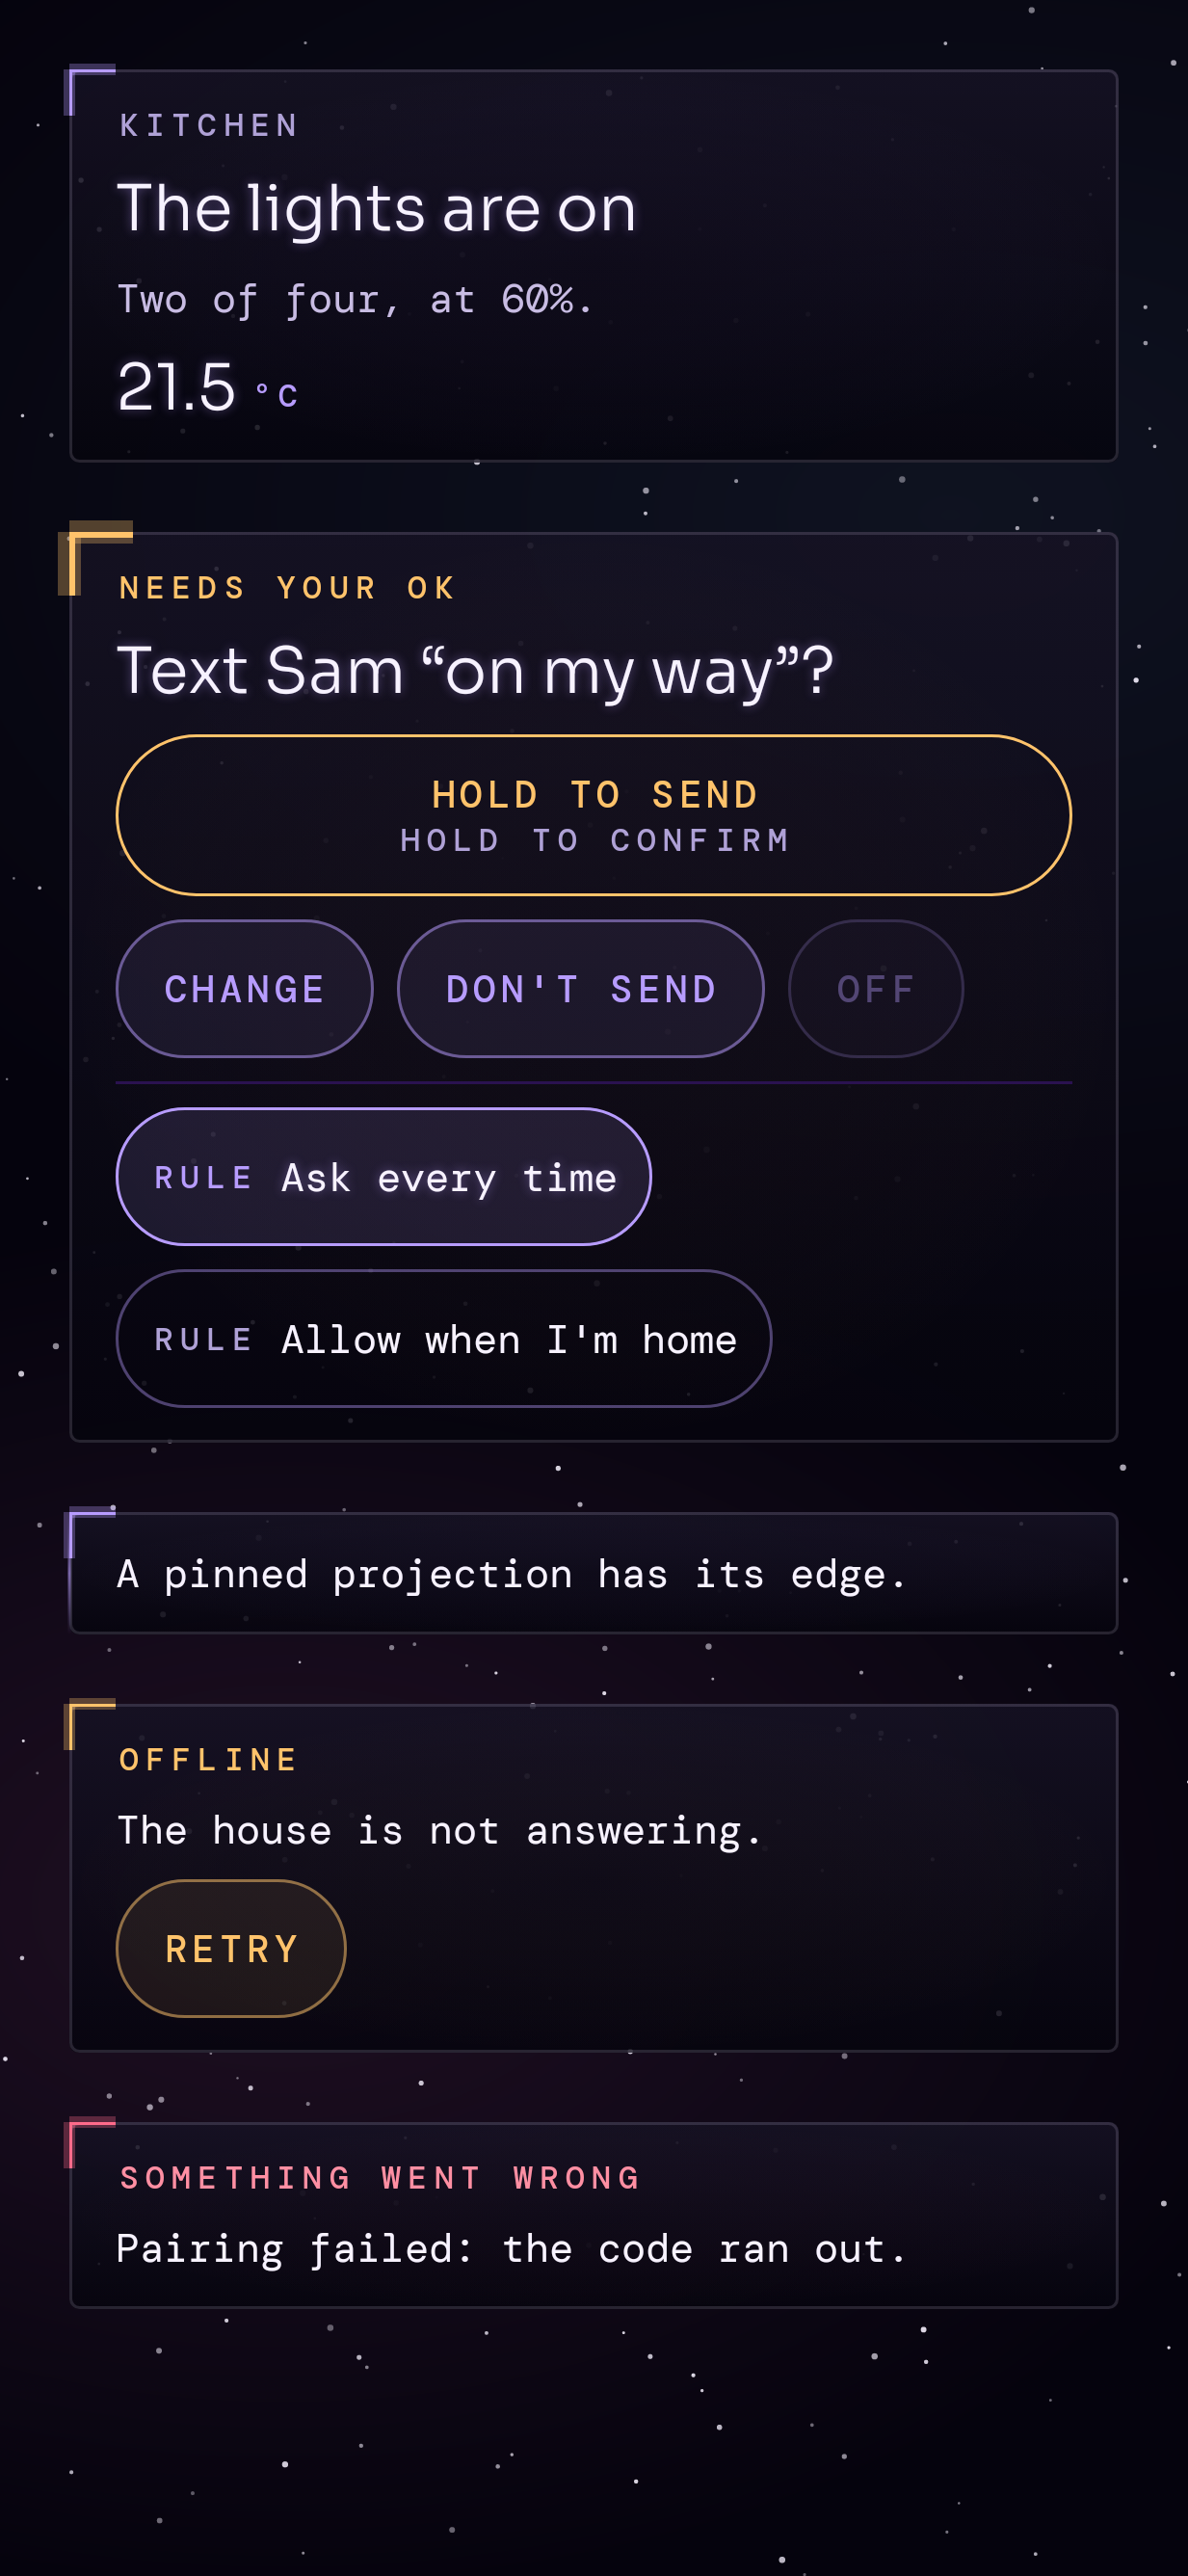 KITCHEN
The lights are on
Two of four, at 60%.
21.5 °C
NEEDS YOUR OK
Text Sam “on my way”?
HOLD TO SEND
HOLD TO CONFIRM
CHANGE DON'T SEND OFF
RULE Ask every time
RULE Allow when I'm home
A pinned projection has its edge.
OFFLINE
The house is not answering.
RETRY
SOMETHING WENT WRONG
Pairing failed: the code ran out.